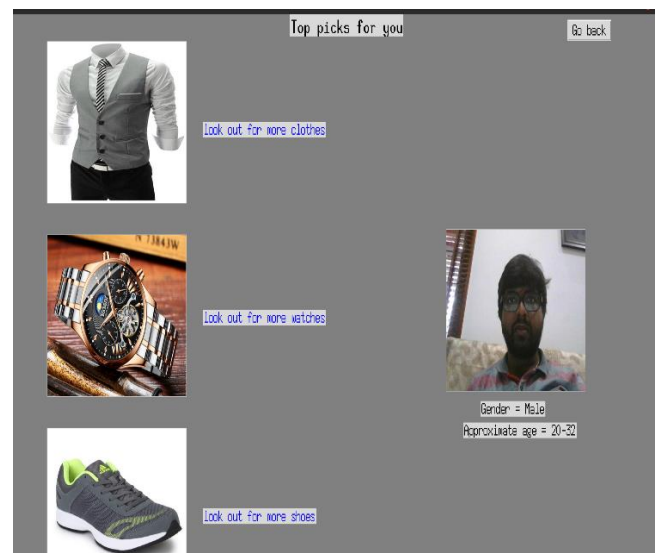 Top picks for you
Go back
look out for more clothes
N 73843W
look out for more watches
Gender = Male
Approximate age = 20-32
look out for more shoes